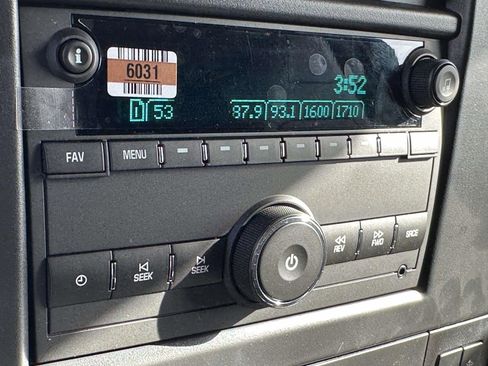 i
6031
3:52
D 53 87.9 93.1 1600 1710
FAV MENU
SEEK SEEK REV FWD SRCE